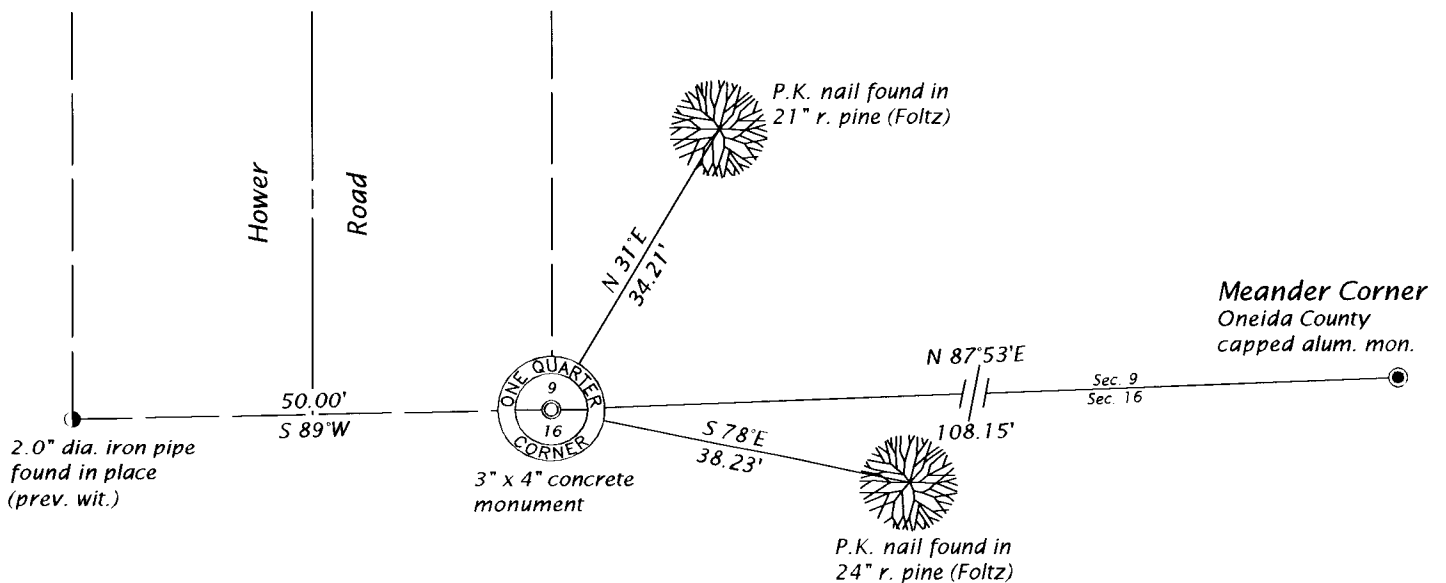 P.K. nail found in
21" r. pine (Foltz)
Hower
Road
N 31°E
34.21'
Meander Corner
Oneida County
capped alum. mon.
N 87°53'E
Sec. 9
Sec. 16
108.15'
ONE QUARTER
9
16
CORNER
50.00'
S 89°W
2.0" dia. iron pipe
found in place
(prev. wit.)
S 78°E
38.23'
3" x 4" concrete
monument
P.K. nail found in
24" r. pine (Foltz)